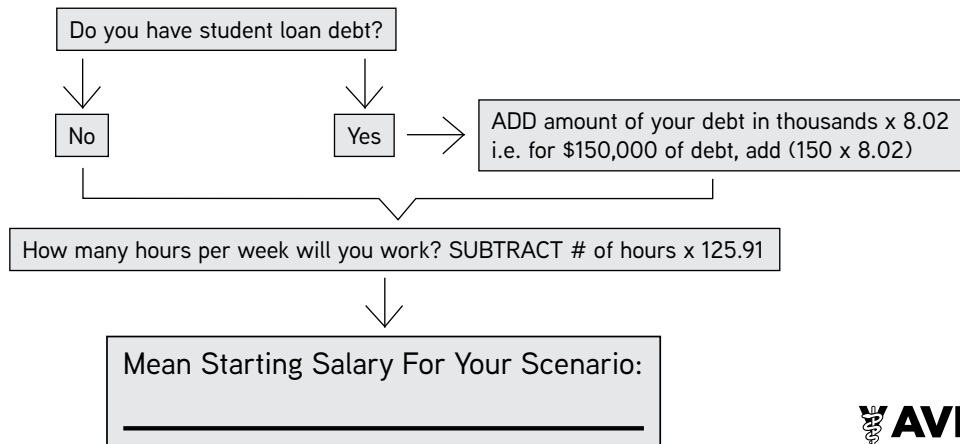 Do you have student loan debt?
No
Yes
ADD amount of your debt in thousands x 8.02
i.e. for $150,000 of debt, add (150 x 8.02)
How many hours per week will you work? SUBTRACT # of hours x 125.91
Mean Starting Salary For Your Scenario: